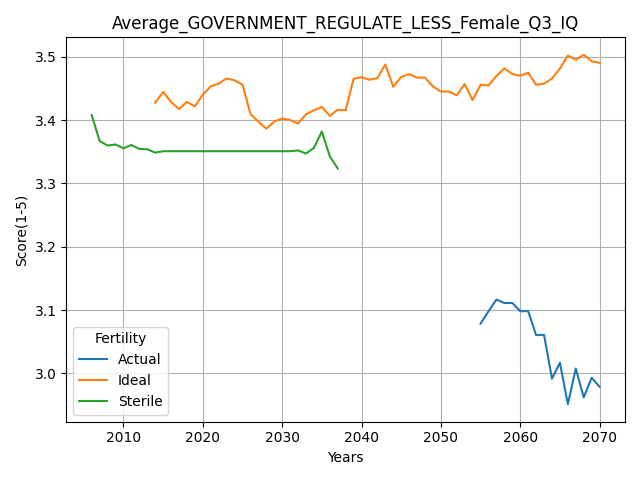 Average_GOVERNMENT_REGULATE_LESS_Female_Q3_IQ
Score(1-5)
3.5
3.4
3.3
3.2
3.1
3.0
Fertility
Actual
Ideal
Sterile
2010 2020 2030 2040 2050 2060 2070
Years